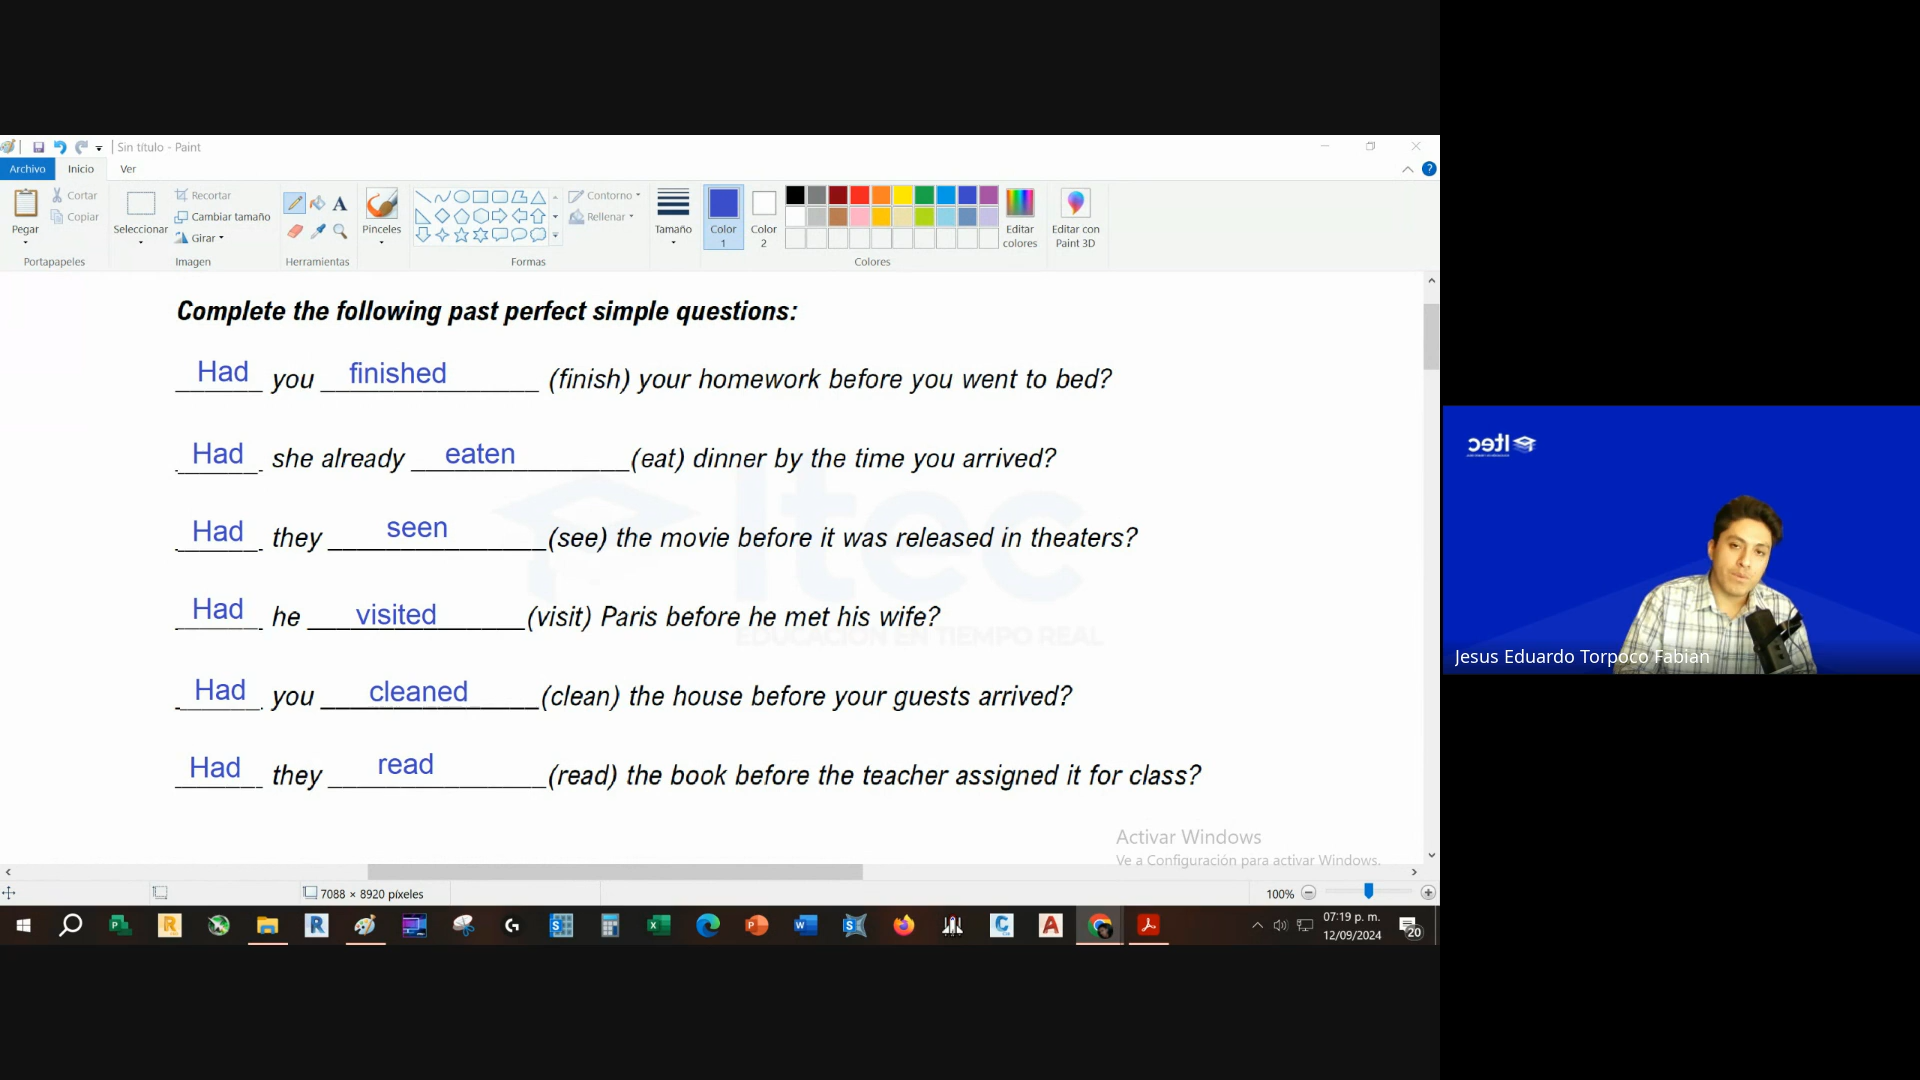 Sin título - Paint
Archivo Inicio Ver
Pegar
Cortar
Copiar
Portapapeles
Seleccionar
Recortar
Cambiar tamaño
Girar
Imagen
A
Herramientas
Pinceles
Contorno
Rellenar
Formas
Tamaño
Color
1
Color
2
Editar
colores
Editar con
Paint 3D
Colores
Complete the following past perfect simple questions:
Had you finished (finish) your homework before you went to bed?
Had she already eaten (eat) dinner by the time you arrived?
Had they seen (see) the movie before it was released in theaters?
Had he visited (visit) Paris before he met his wife?
Had you cleaned (clean) the house before your guests arrived?
Had they read (read) the book before the teacher assigned it for class?
Itec
EDUCACIÓN EN TIEMPO REAL
Activar Windows
Ve a Configuración para activar Windows.
7088 × 8920 píxeles
100%
07:19 p. m.
12/09/2024
20
Itec
Jesus Eduardo Torpoco Fabian